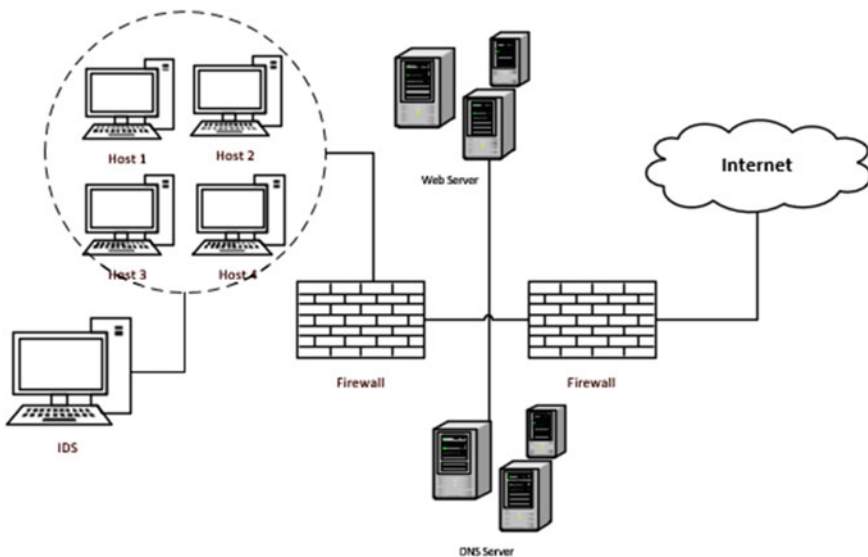 Host 1
Host 2
Host 3
Host 4
IDS
Web Server
Firewall
Firewall
Internet
DNS Server